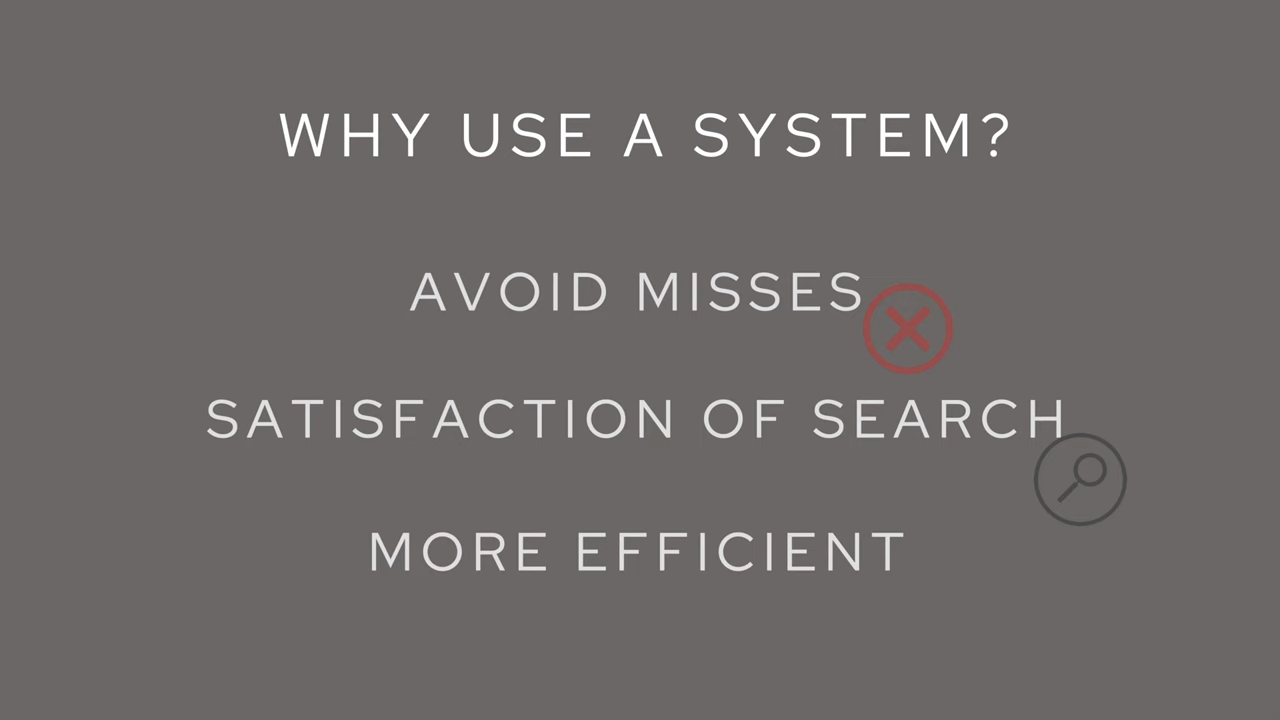 WHY USE A SYSTEM?
AVOID MISSES
SATISFACTION OF SEARCH
MORE EFFICIENT